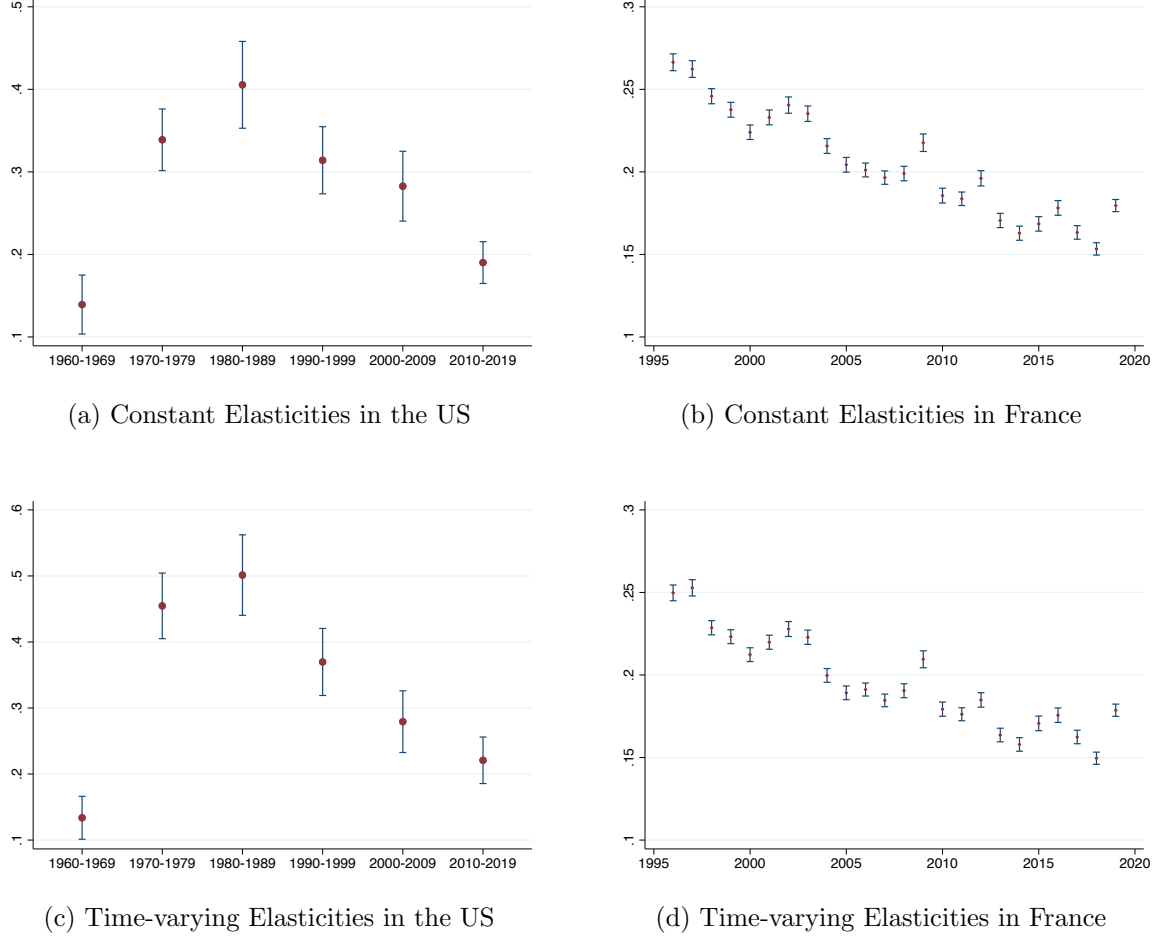 .5
.4
.3
.2
.1
1960-1969 1970-1979 1980-1989 1990-1999 2000-2009 2010-2019
(a) Constant Elasticities in the US
.3
.25
.2
.15
.1
1995 2000 2005 2010 2015 2020
(b) Constant Elasticities in France
.6
.5
.4
.3
.2
.1
1960-1969 1970-1979 1980-1989 1990-1999 2000-2009 2010-2019
(c) Time-varying Elasticities in the US
.3
.25
.2
.15
.1
1995 2000 2005 2010 2015 2020
(d) Time-varying Elasticities in France